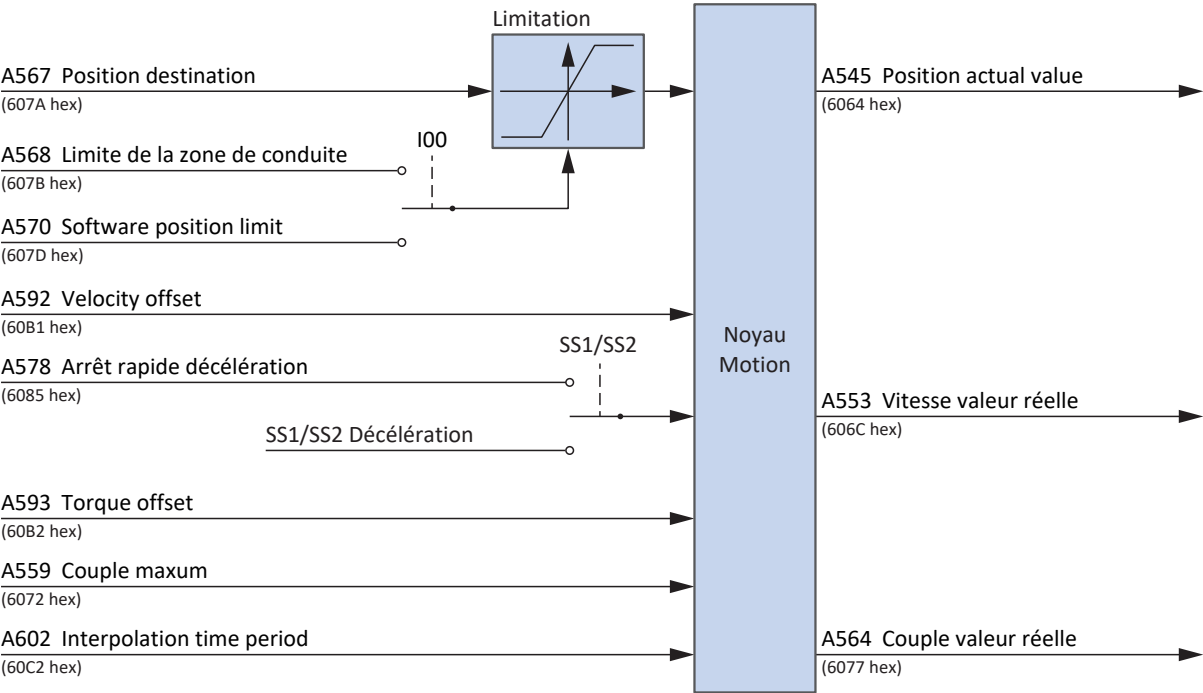 Limitation
A567 Position destination
(607A hex)
A568 Limite de la zone de conduite
(607B hex)
I00
A570 Software position limit
(607D hex)
A592 Velocity offset
(60B1 hex)
A578 Arrêt rapide décélération
(6085 hex)
SS1/SS2
SS1/SS2 Décélération
A593 Torque offset
(60B2 hex)
A559 Couple maxum
(6072 hex)
A602 Interpolation time period
(60C2 hex)
Noyau
Motion
A545 Position actual value
(6064 hex)
A553 Vitesse valeur réelle
(606C hex)
A564 Couple valeur réelle
(6077 hex)